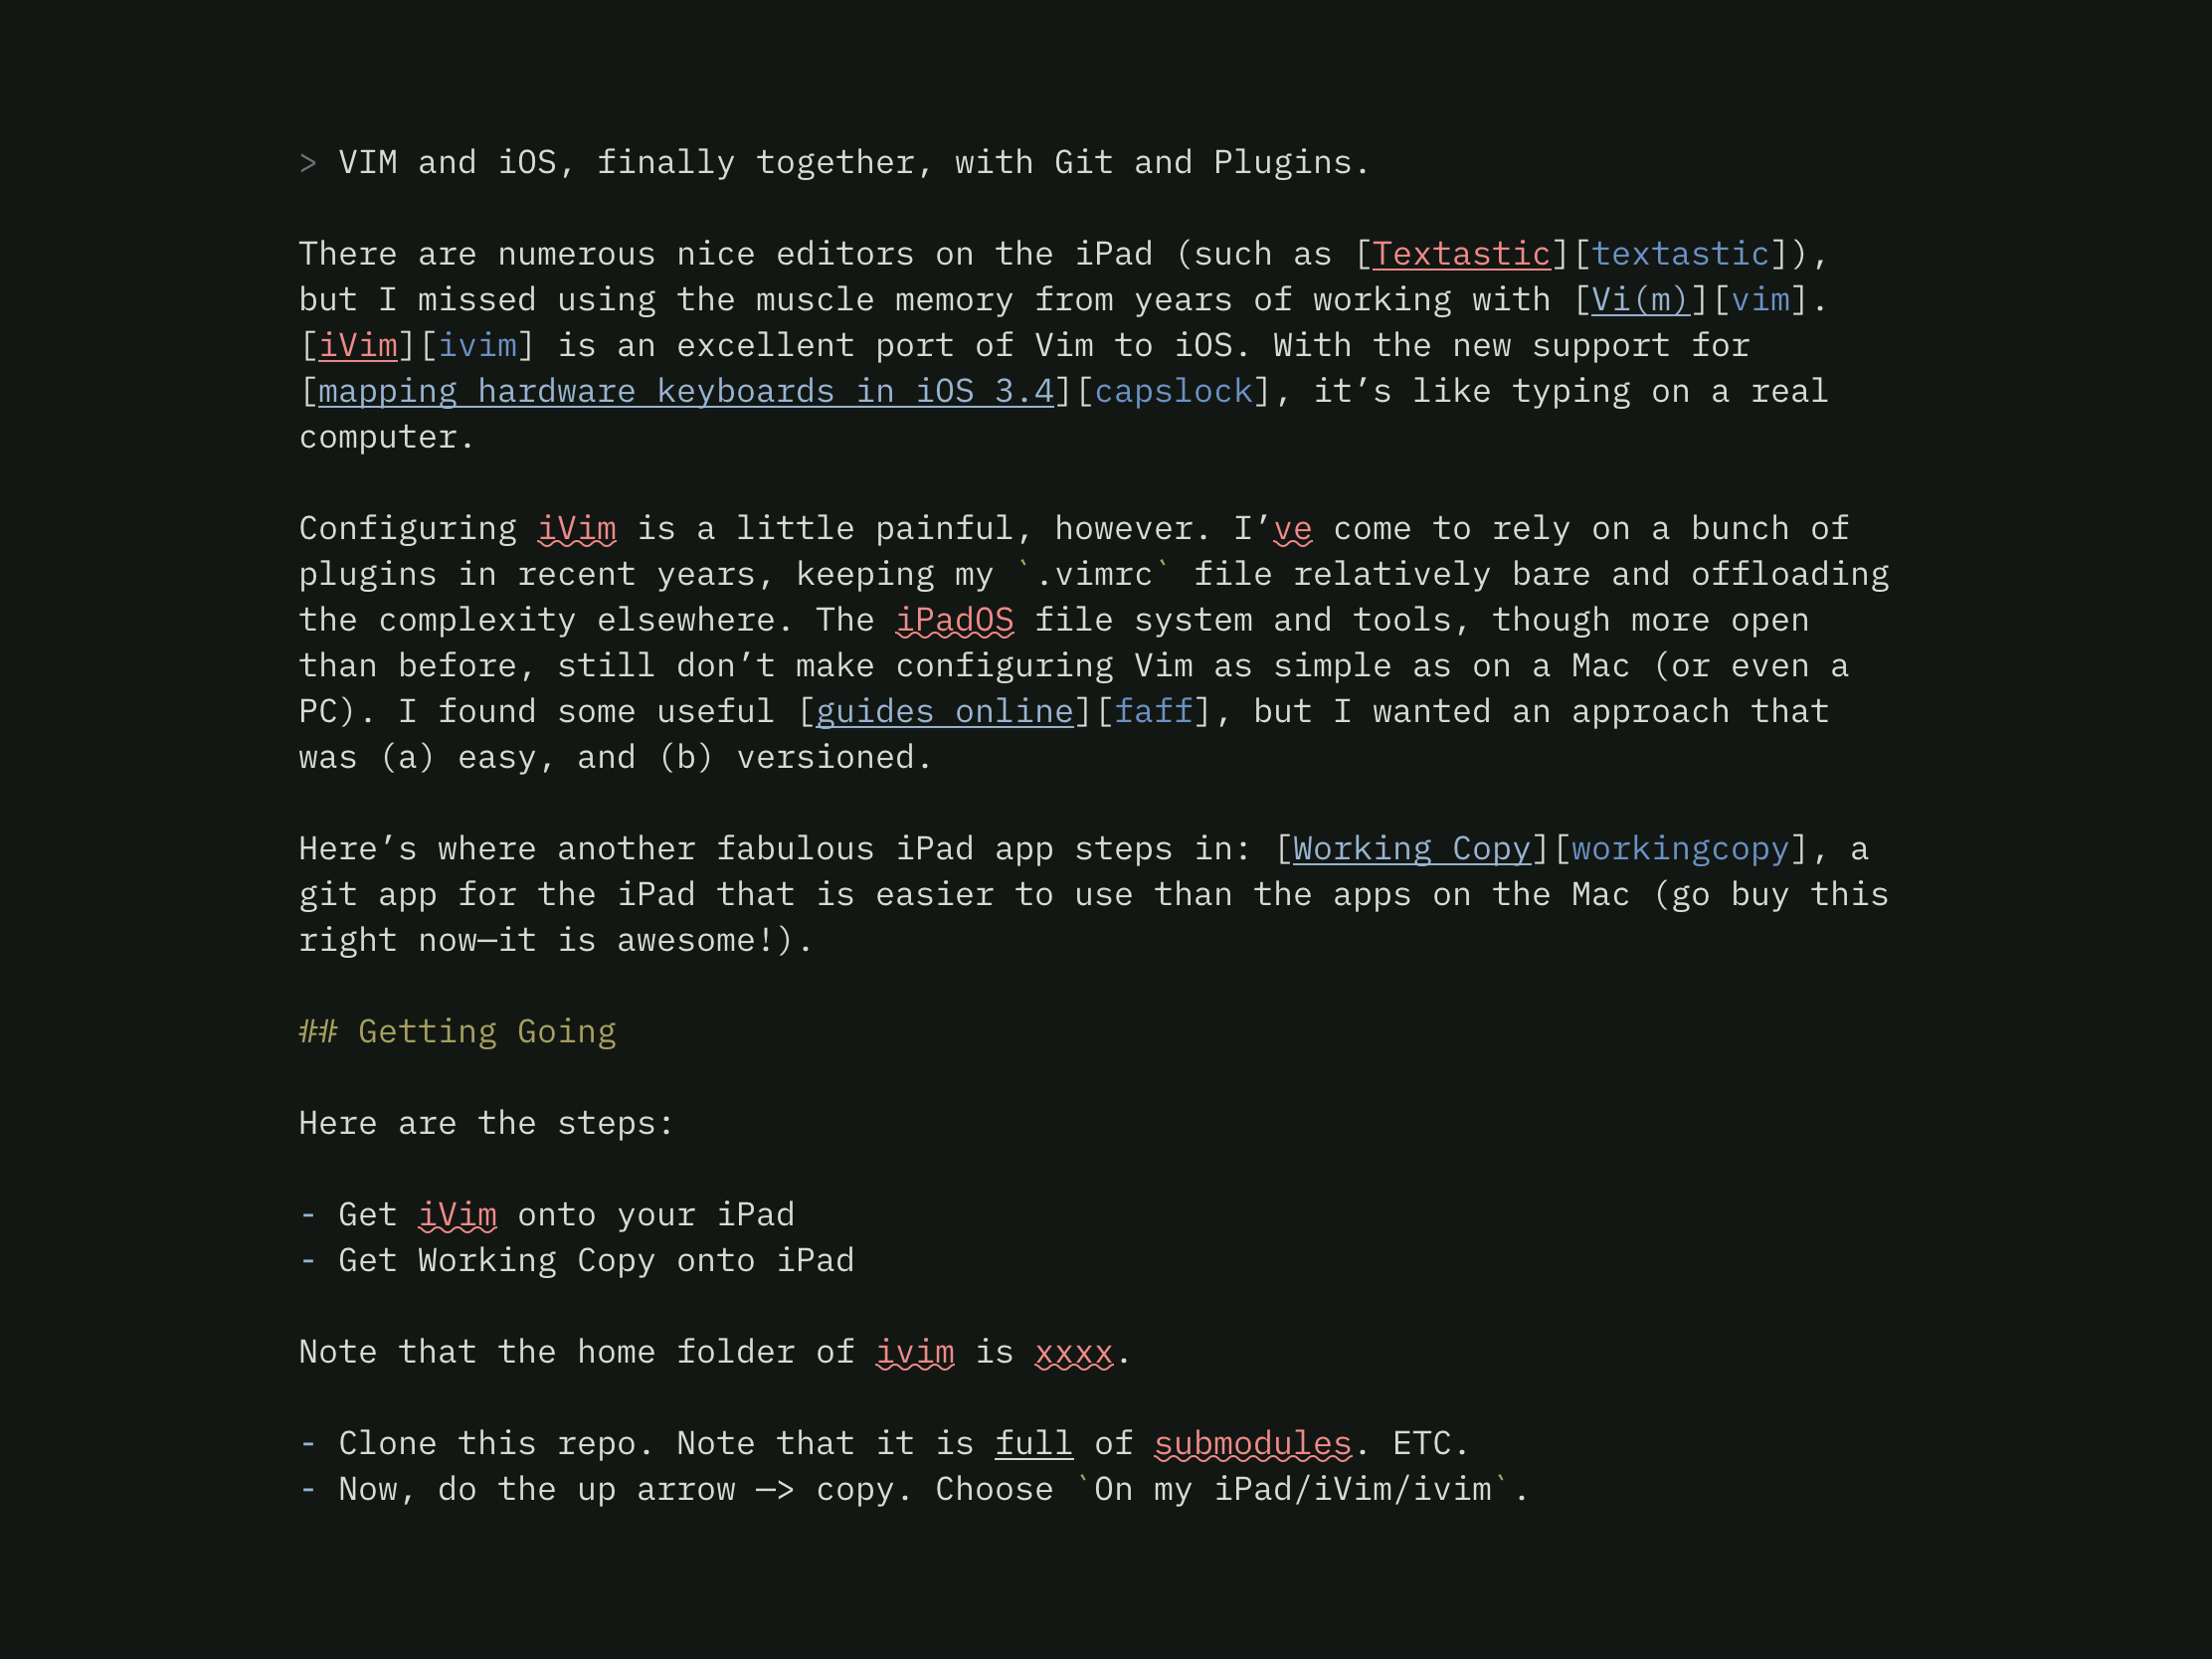 > VIM and iOS, finally together, with Git and Plugins.
There are numerous nice editors on the iPad (such as [Textastic][textastic]),
but I missed using the muscle memory from years of working with [Vi(m)][vim].
[iVim][ivim] is an excellent port of Vim to iOS. With the new support for
[mapping hardware keyboards in iOS 3.4][capslock], it’s like typing on a real
computer.
Configuring iVim is a little painful, however. I’ve come to rely on a bunch of
plugins in recent years, keeping my `.vimrc` file relatively bare and offloading
the complexity elsewhere. The iPadOS file system and tools, though more open
than before, still don’t make configuring Vim as simple as on a Mac (or even a
PC). I found some useful [guides online][faff], but I wanted an approach that
was (a) easy, and (b) versioned.
Here’s where another fabulous iPad app steps in: [Working Copy][workingcopy], a
git app for the iPad that is easier to use than the apps on the Mac (go buy this
right now—it is awesome!).
## Getting Going
Here are the steps:
- Get iVim onto your iPad
- Get Working Copy onto iPad
Note that the home folder of ivim is xxxx.
- Clone this repo. Note that it is full of submodules. ETC.
- Now, do the up arrow —> copy. Choose `On my iPad/iVim/ivim`.